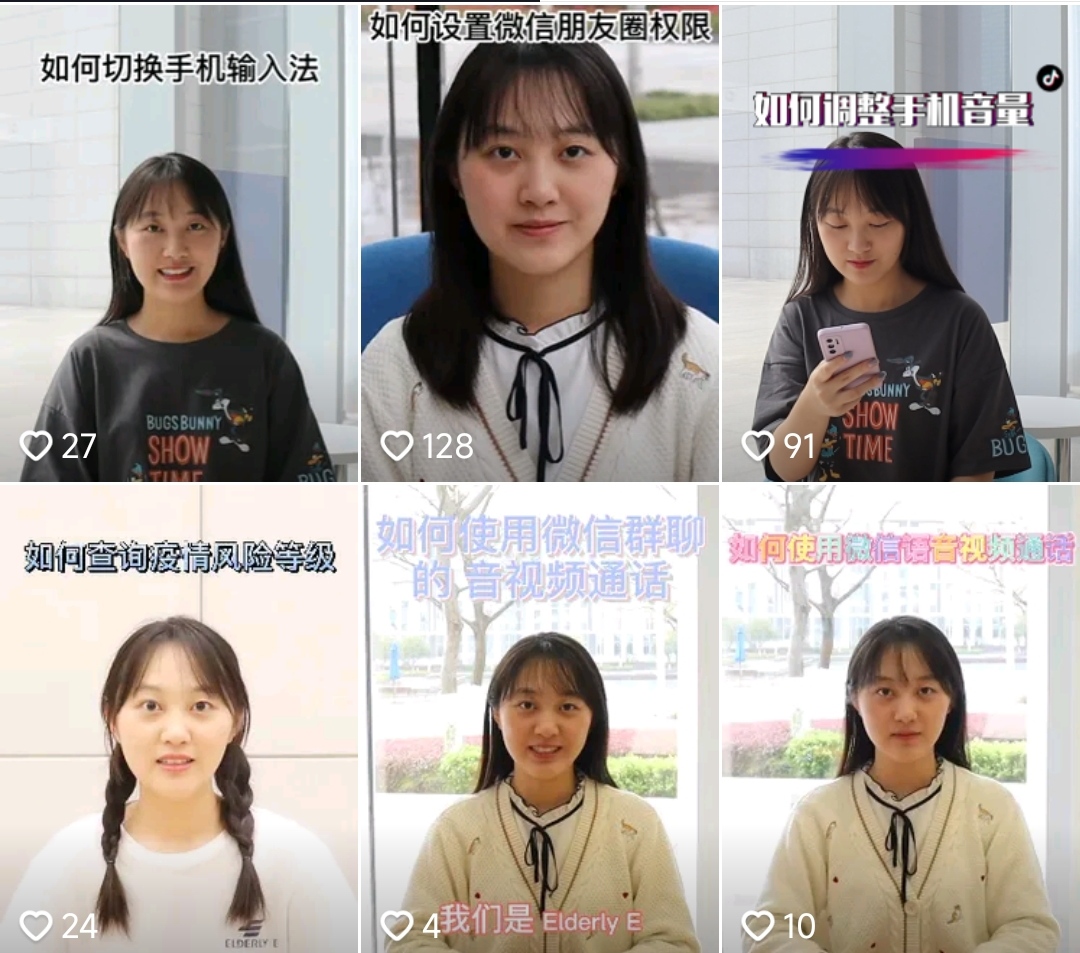 如何切换手机输入法
如何设置微信朋友圈权限
如何调整手机音量
BUGS BUNNY
SHOW
TIME
27
128
BUGS BUNNY
SHOW
TIME
BUG
91
如何查询疫情风险等级
如何使用微信群聊
的 音视频通话
如何使用微信语音视频通话
ELDERLY E
24
4
我们是 Elderly E
10